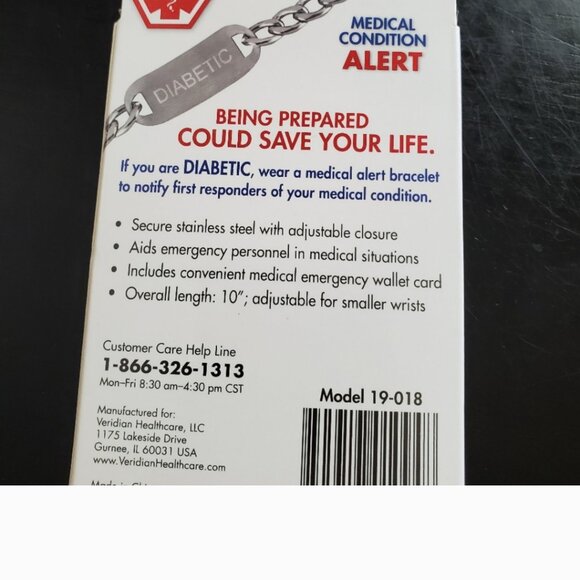 DIABETIC
MEDICAL
CONDITION
ALERT
BEING PREPARED
COULD SAVE YOUR LIFE.
If you are DIABETIC, wear a medical alert bracelet
to notify first responders of your medical condition.
• Secure stainless steel with adjustable closure
• Aids emergency personnel in medical situations
• Includes convenient medical emergency wallet card
• Overall length: 10"; adjustable for smaller wrists
Customer Care Help Line
1-866-326-1313
Mon–Fri 8:30 am–4:30 pm CST
Model 19-018
Manufactured for:
Veridian Healthcare, LLC
1175 Lakeside Drive
Gurnee, IL 60031 USA
www.VeridianHealthcare.com
Made in